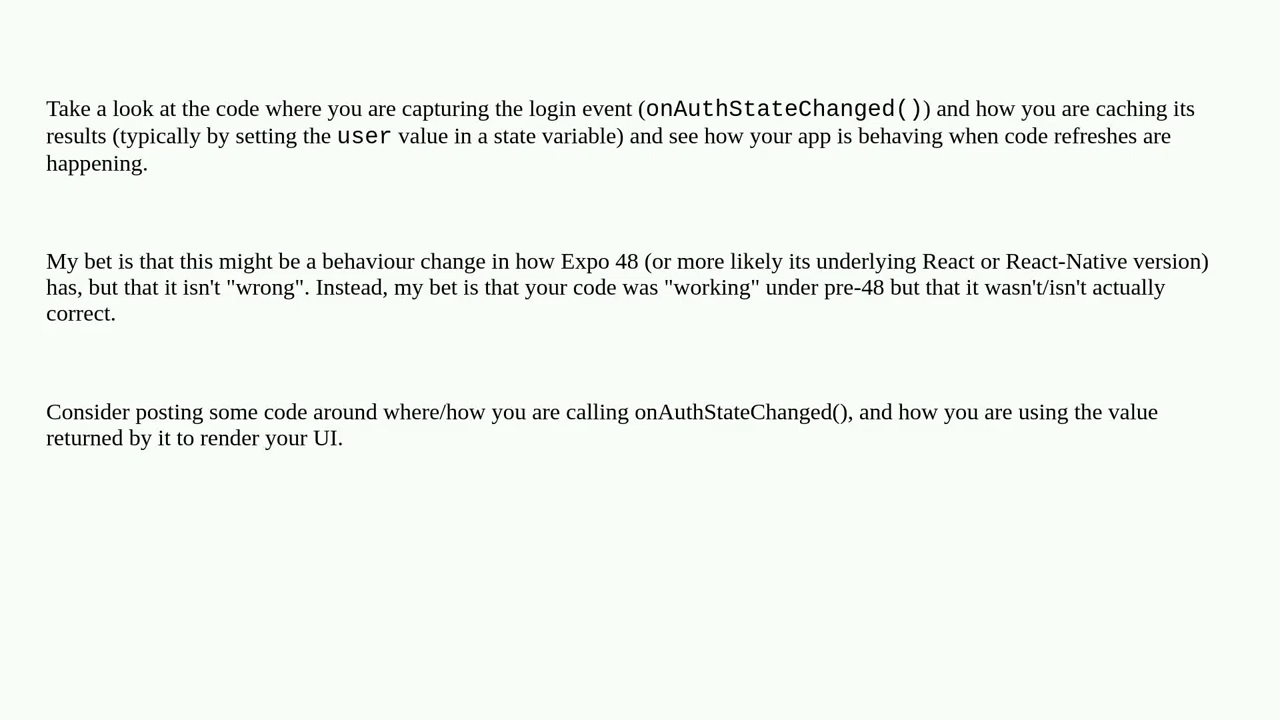 Take a look at the code where you are capturing the login event (onAuthStateChanged()) and how you are caching its
results (typically by setting the user value in a state variable) and see how your app is behaving when code refreshes are
happening.
My bet is that this might be a behaviour change in how Expo 48 (or more likely its underlying React or React-Native version)
has, but that it isn't "wrong". Instead, my bet is that your code was "working" under pre-48 but that it wasn't/isn't actually
correct.
Consider posting some code around where/how you are calling onAuthStateChanged(), and how you are using the value
returned by it to render your UI.